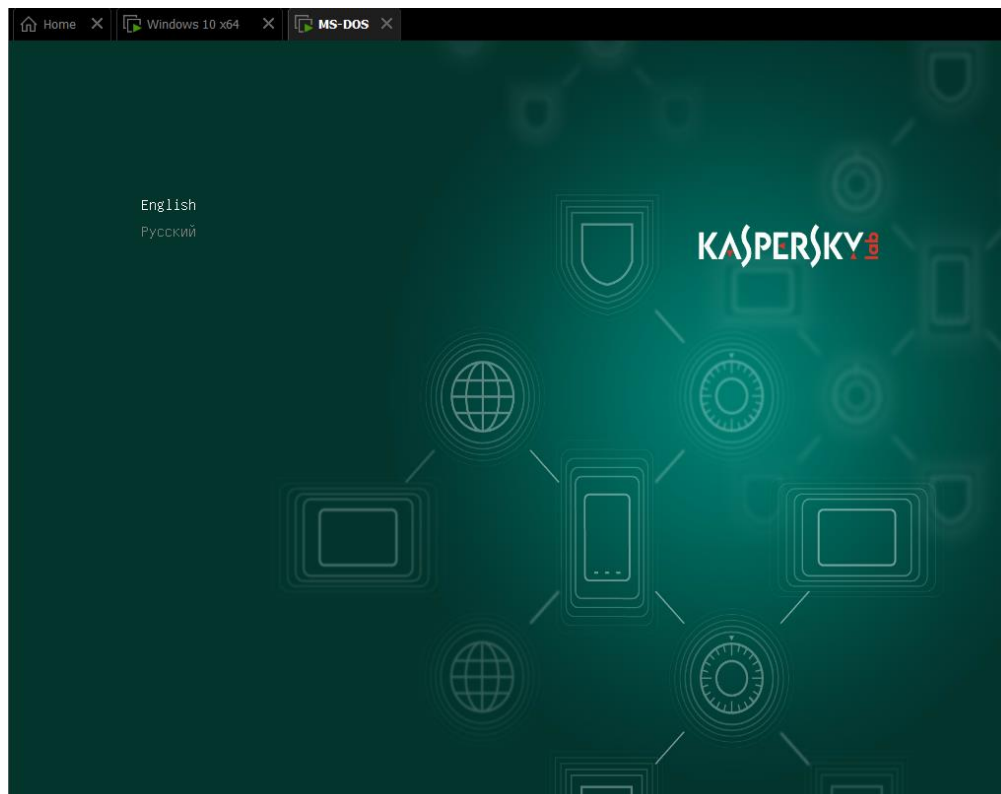 Home
Windows 10 x64
MS-DOS
English
Русский
KASPERSKY lab